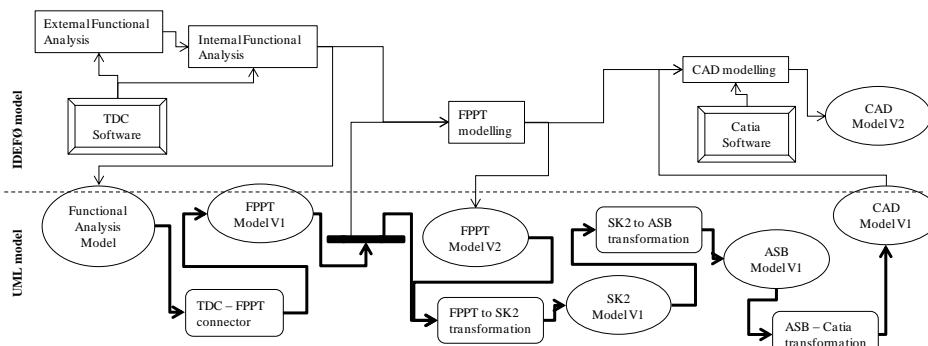 External Functional
Analysis
Internal Functional
Analysis
CAD modelling
TDC
Software
FPPT
modelling
Catia
Software
CAD
Model V2
IDEFØ model
UML model
Functional
Analysis
Model
FPPT
Model V1
FPPT
Model V2
SK2 to ASB
transformation
CAD
Model V1
ASB
Model V1
TDC – FPPT
connector
FPPT to SK2
transformation
SK2
Model V1
ASB – Catia
transformation